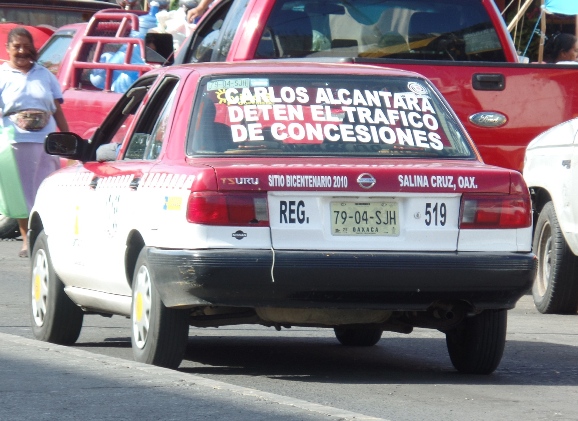 CARLOS ALCANTARA
DETEN EL TRAFICO
DE CONCESIONES
TSURU SITIO BICENTENARIO 2010 SALINA CRUZ, OAX.
REG. 79-04-SJH 519
OAXACA